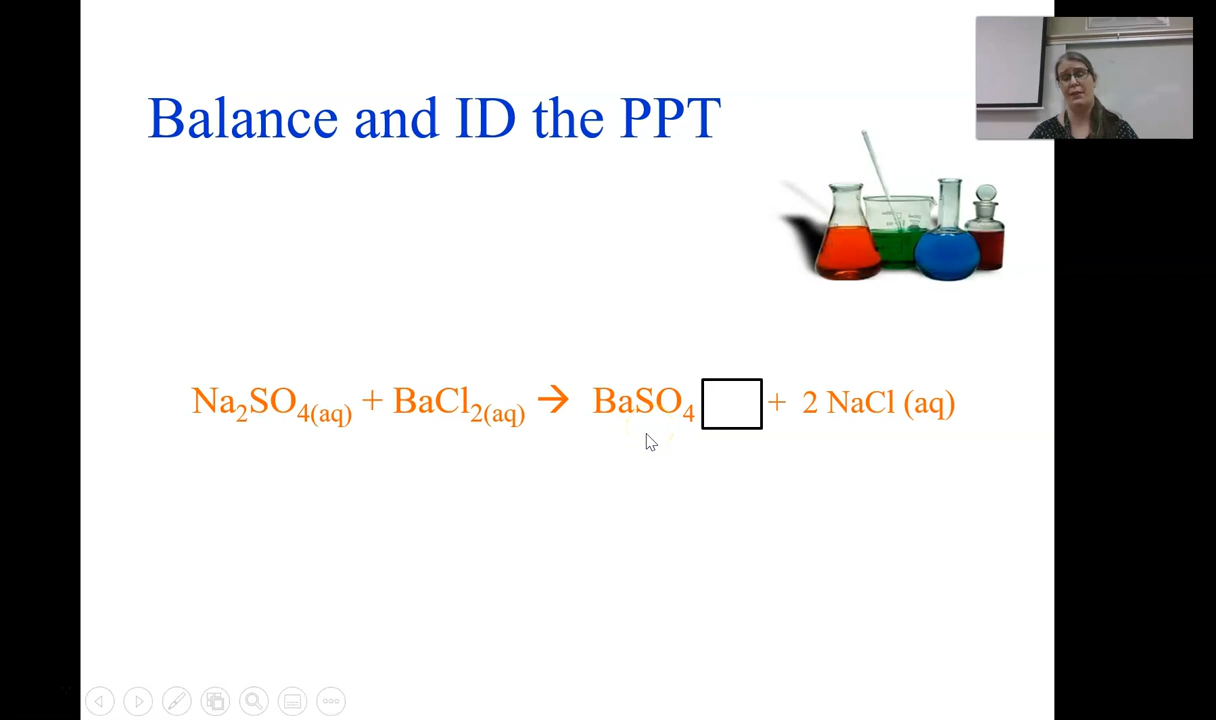 Balance and ID the PPT
Na₂SO₄(aq) + BaCl₂(aq) → BaSO₄ + 2 NaCl (aq)